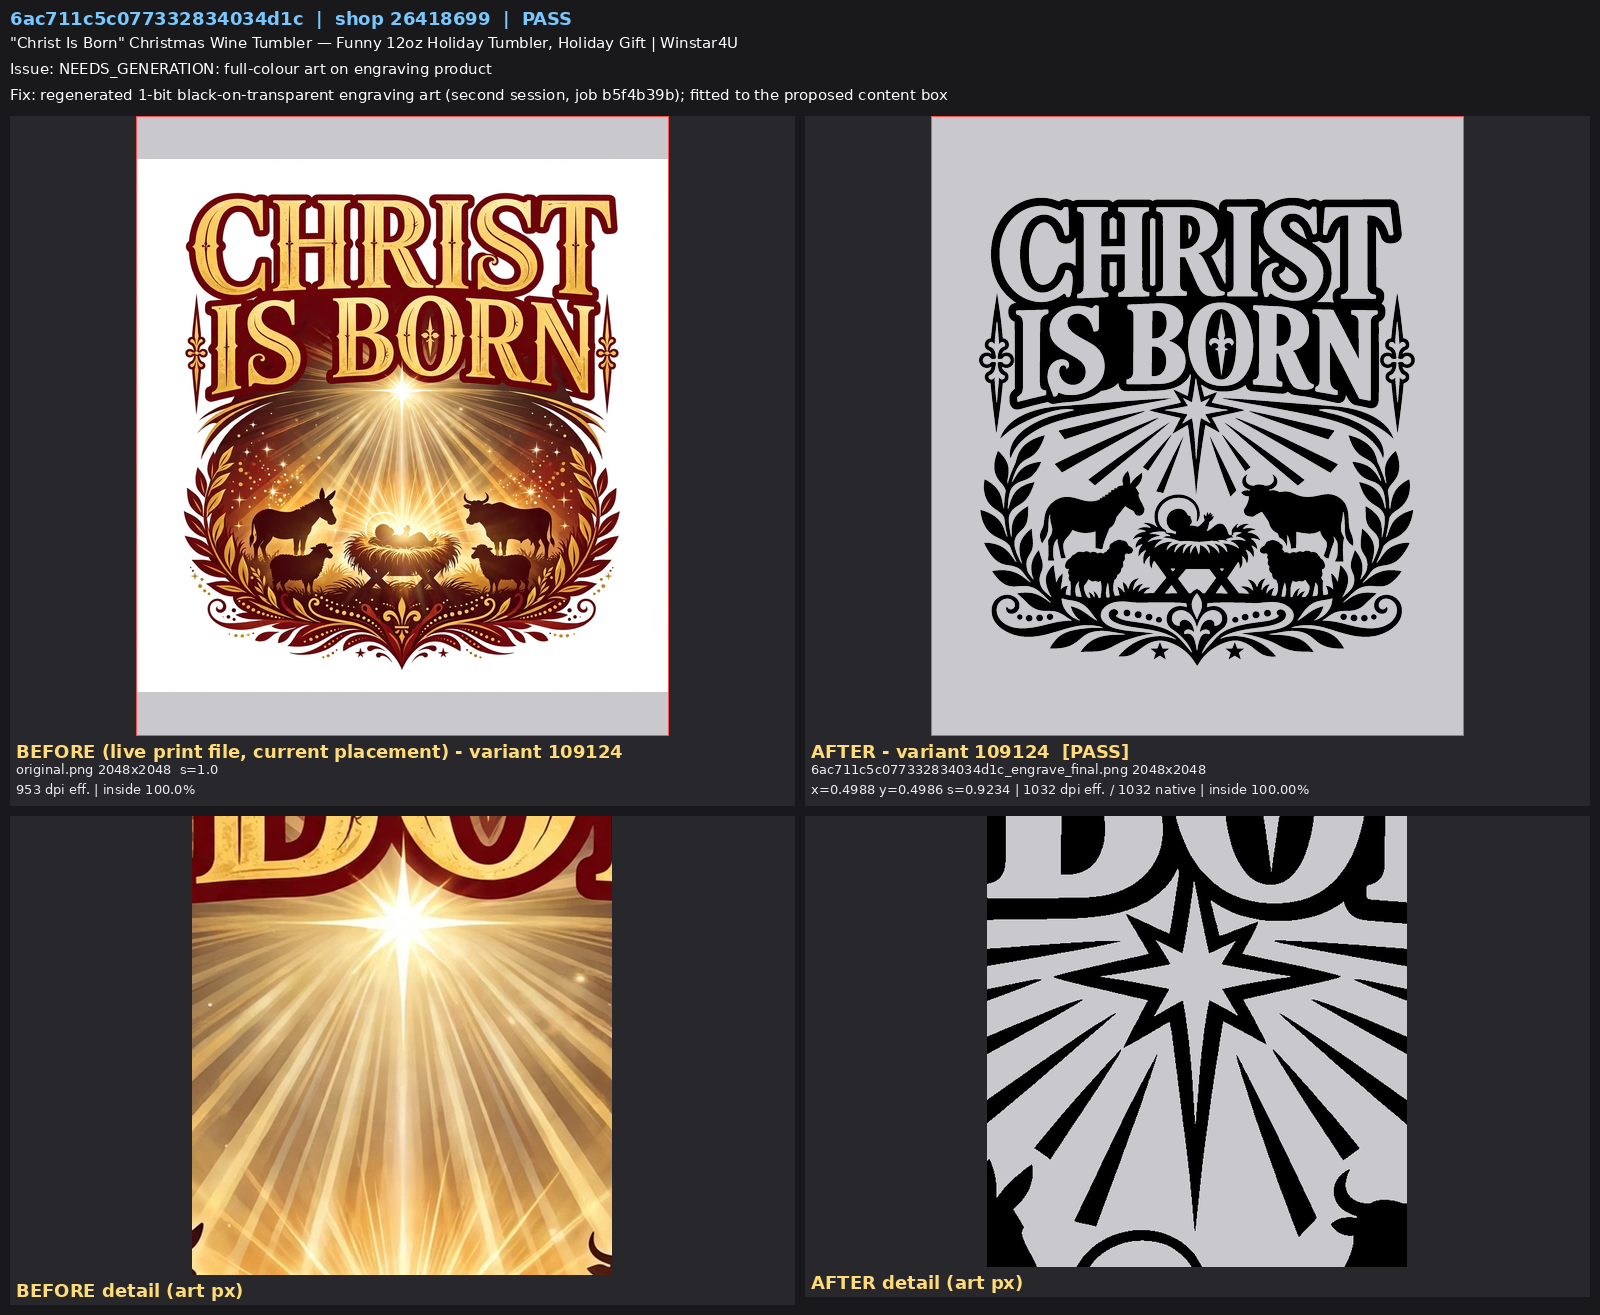 6ac711c5c077332834034d1c | shop 26418699 | PASS
"Christ Is Born" Christmas Wine Tumbler — Funny 12oz Holiday Tumbler, Holiday Gift | Winstar4U
Issue: NEEDS_GENERATION: full-colour art on engraving product
Fix: regenerated 1-bit black-on-transparent engraving art (second session, job b5f4b39b); fitted to the proposed content box
CHRIST
IS BORN
BEFORE (live print file, current placement) - variant 109124
original.png 2048x2048 s=1.0
953 dpi eff. | inside 100.0%
CHRIST
IS BORN
AFTER - variant 109124 [PASS]
6ac711c5c077332834034d1c_engrave_final.png 2048x2048
x=0.4988 y=0.4986 s=0.9234 | 1032 dpi eff. / 1032 native | inside 100.00%
BEFORE detail (art px)
AFTER detail (art px)